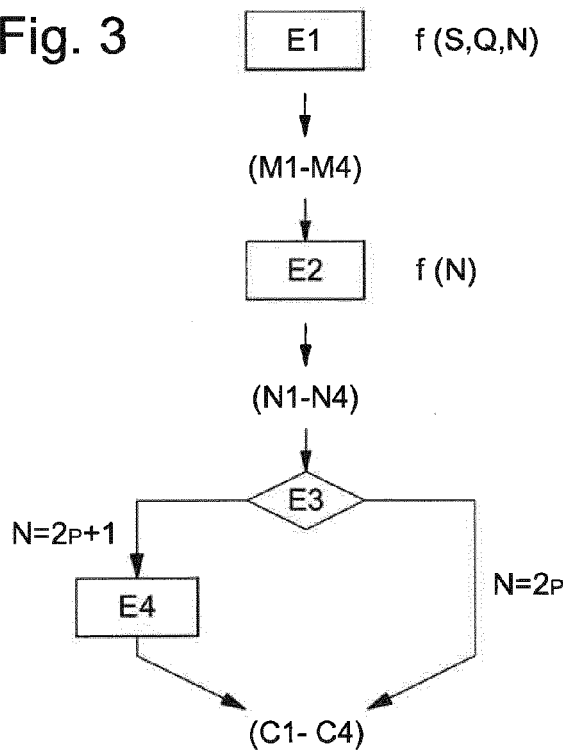 Fig. 3
E1 f (S,Q,N)
(M1-M4)
E2 f (N)
(N1-N4)
E3
N=2P+1
E4
N=2P
(C1- C4)